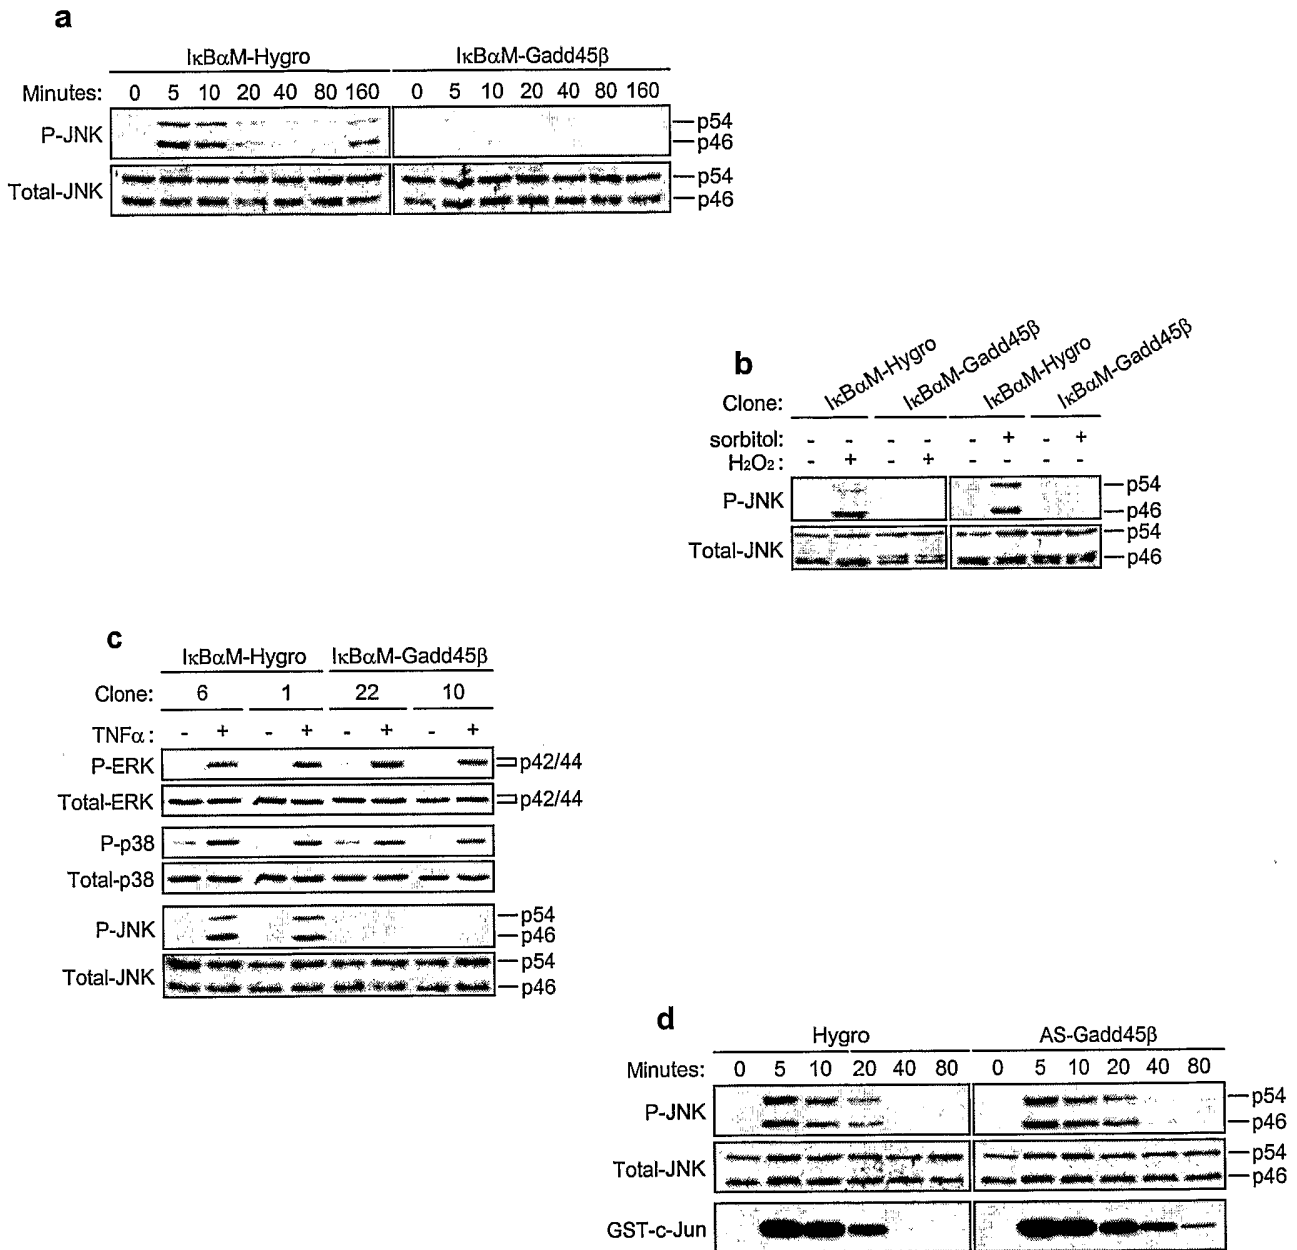 a
IκBαM-Hygro IκBαM-Gadd45β
Minutes: 0 5 10 20 40 80 160 0 5 10 20 40 80 160
P-JNK p54
p46
Total-JNK p54
p46
b
Clone: IκBαM-Hygro IκBαM-Gadd45β IκBαM-Hygro IκBαM-Gadd45β
sorbitol: - - - - - + - +
H₂O₂: - + - + - - - -
P-JNK p54
p46
Total-JNK p54
p46
c
IκBαM-Hygro IκBαM-Gadd45β
Clone: 6 1 22 10
TNFα: - + - + - + - +
P-ERK p42/44
Total-ERK p42/44
P-p38
Total-p38
P-JNK p54
p46
Total-JNK p54
p46
d
Hygro AS-Gadd45β
Minutes: 0 5 10 20 40 80 0 5 10 20 40 80
P-JNK p54
p46
Total-JNK p54
p46
GST-c-Jun